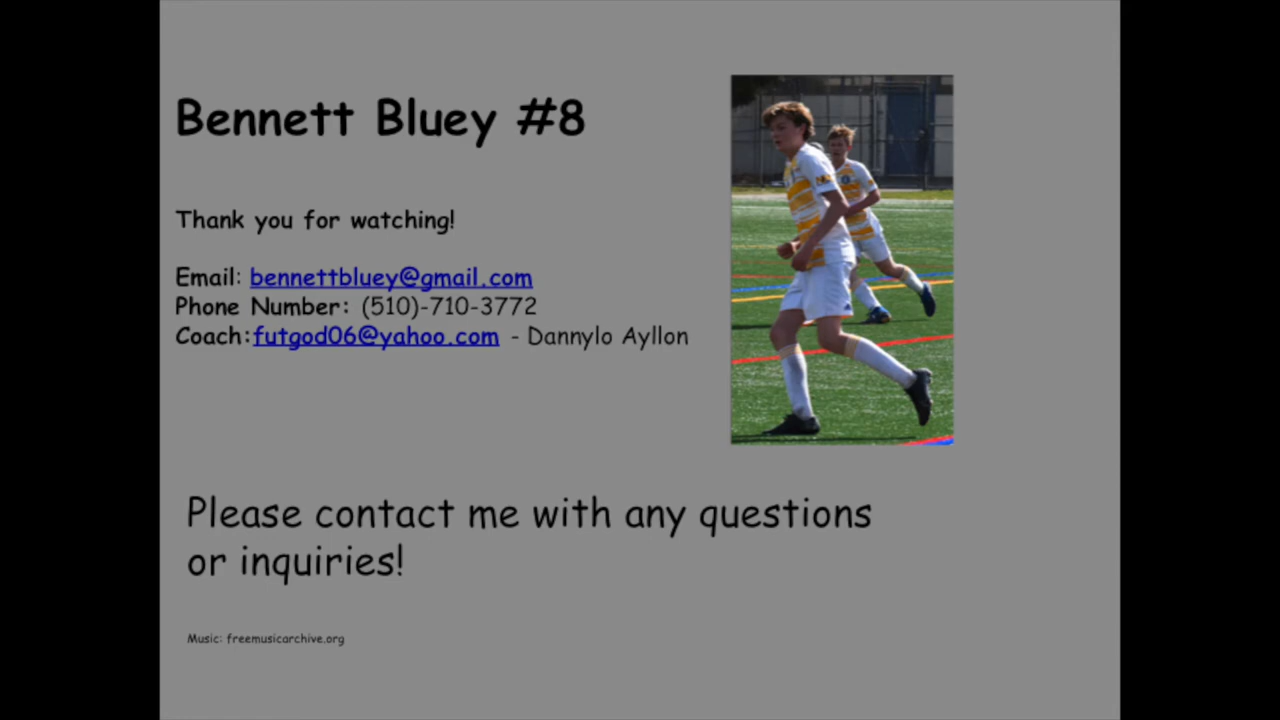 Bennett Bluey #8
Thank you for watching!
Email: bennettbluey@gmail.com
Phone Number: (510)-710-3772
Coach:futgod06@yahoo.com - Dannylo Ayllon
Please contact me with any questions
or inquiries!
Music: freemusicarchive.org